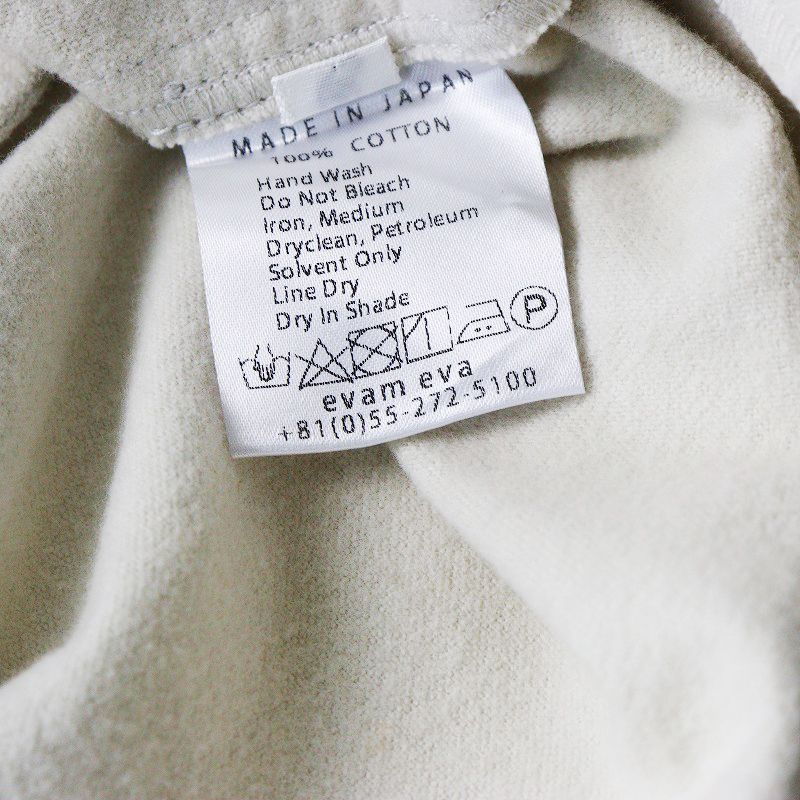 MADE IN JAPAN
100% COTTON
Hand Wash
Do Not Bleach
Iron, Medium
Dryclean, Petroleum
Solvent Only
Line Dry
Dry In Shade
P
evam eva
+81(0)55-272-5100